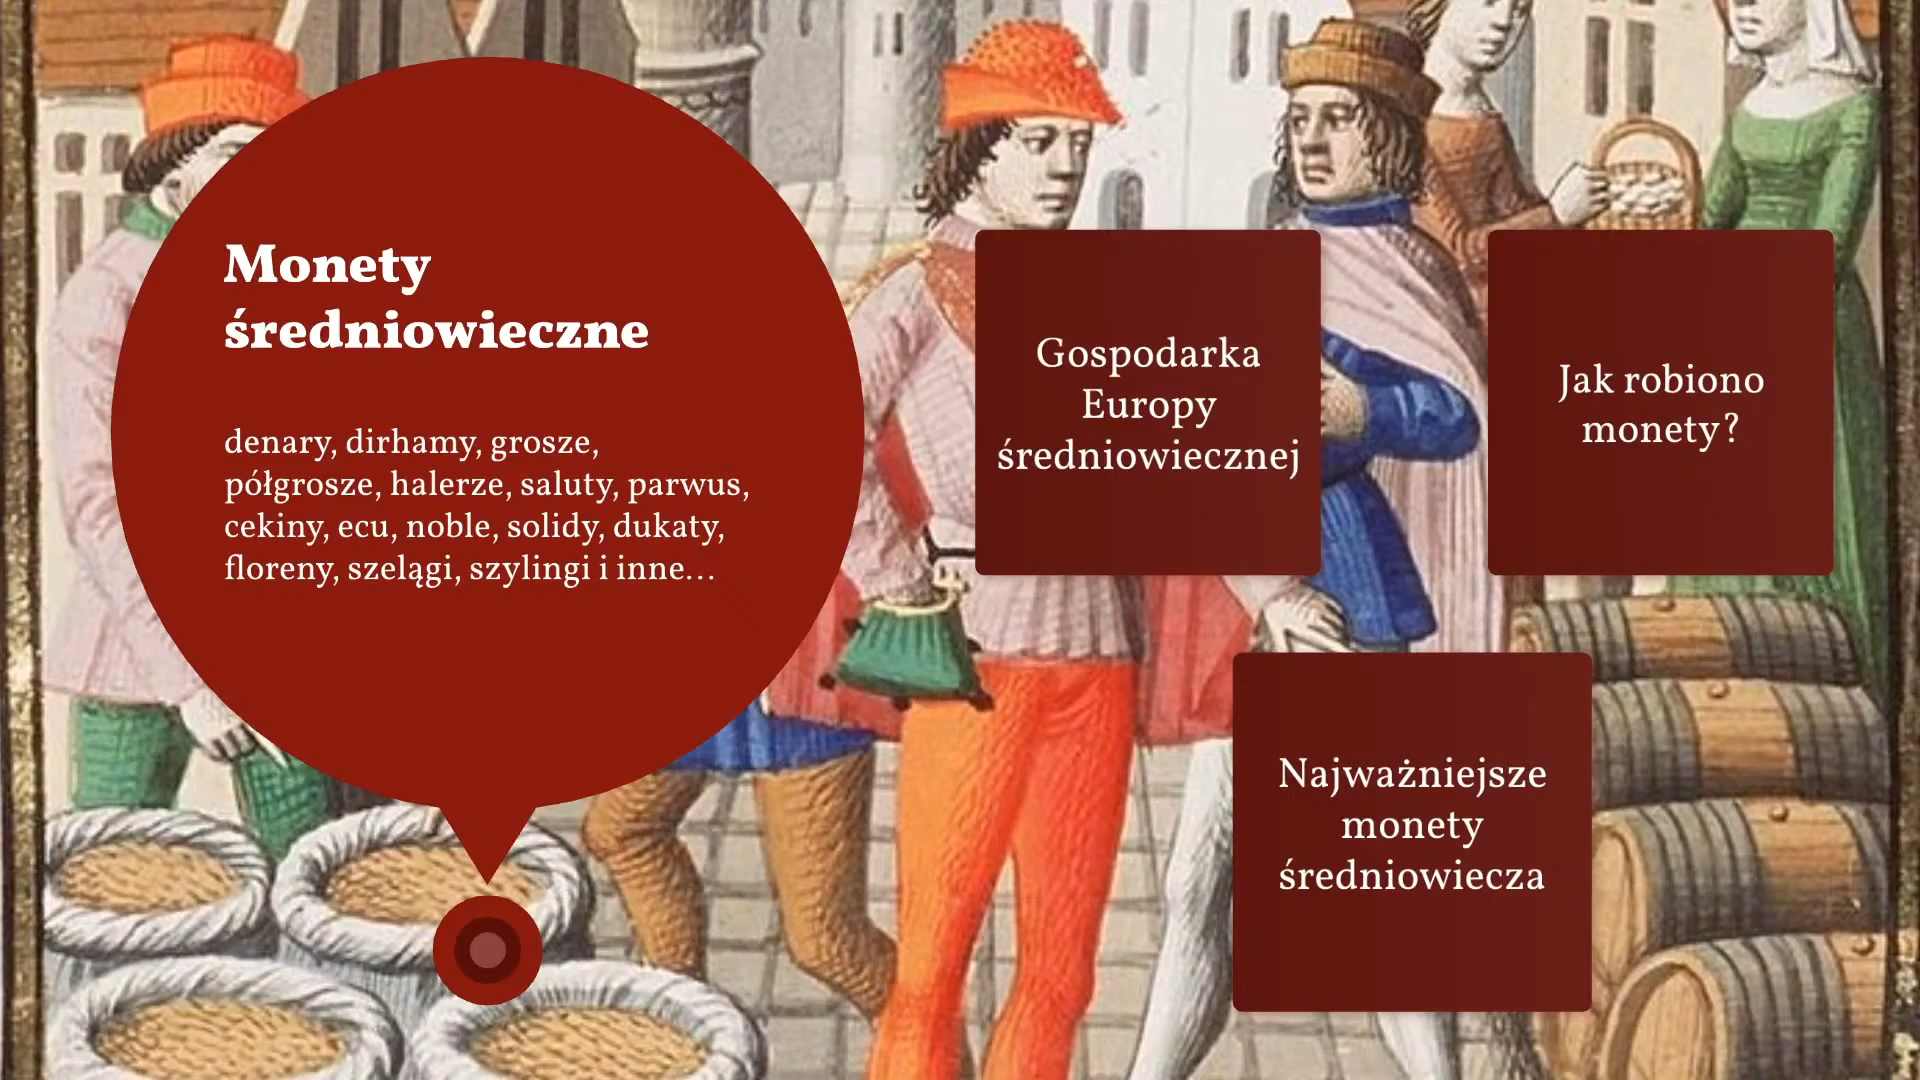 Monety
średniowieczne
denary, dirhamy, grosze,
półgrosze, halerze, saluty, parwus,
cekiny, ecu, noble, solidy, dukaty,
floreny, szelągi, szylingi i inne...
Gospodarka
Europy
średniowiecznej
Jak robiono
monety?
Najważniejsze
monety
średniowiecza